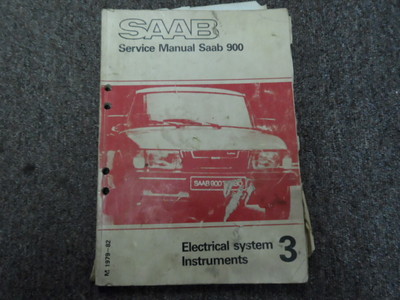 SAAB
Service Manual Saab 900
SAAB 900
Electrical system 3
Instruments
M 1979-82